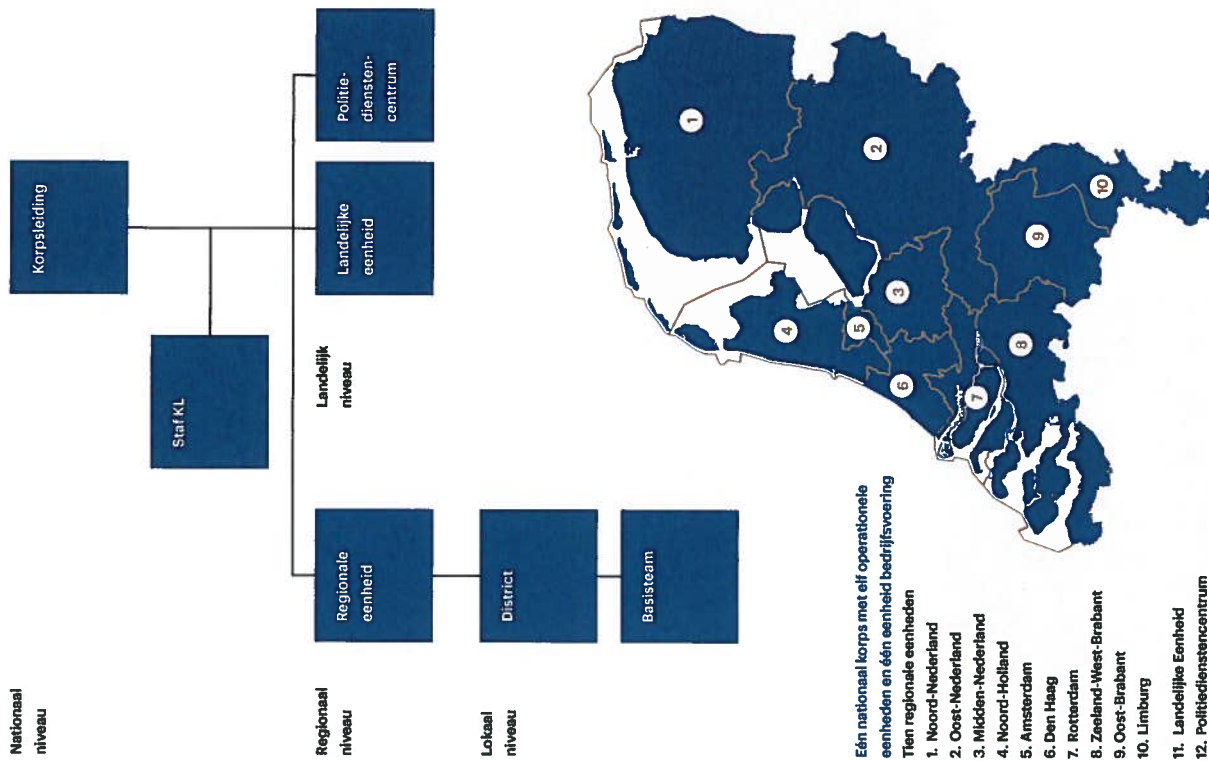 Nationaal
niveau
Korpsleiding
Staf KL
Regionaal
niveau
Regionale
eenheid
Landelijk
niveau
Landelijke
eenheid
Politie-
diensten-
centrum
Lokaal
niveau
District
Basisteam
Eén nationaal korps met elf operationele
eenheden en één eenheid bedrijfsvoering
Tien regionale eenheden
1. Noord-Nederland
2. Oost-Nederland
3. Midden-Nederland
4. Noord-Holland
5. Amsterdam
6. Den Haag
7. Rotterdam
8. Zeeland-West-Brabant
9. Oost-Brabant
10. Limburg
11. Landelijke Eenheid
12. Politiedienstencentrum
1
2
3
4
5
6
7
8
9
10